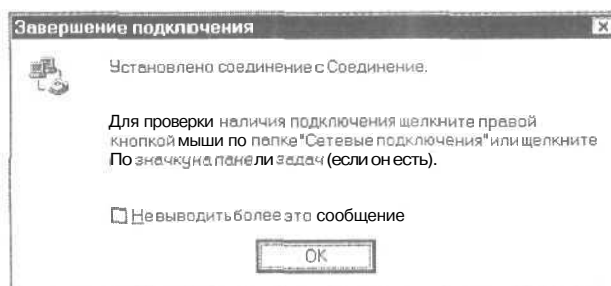 Завершение подключения
Установлено соединение с Соединение.
Для проверки наличия подключения щелкните правой
кнопкой мыши по папке "Сетевые подключения" или щелкните
По значку на панели задач (если он есть).
Не выводить более это сообщение
OK